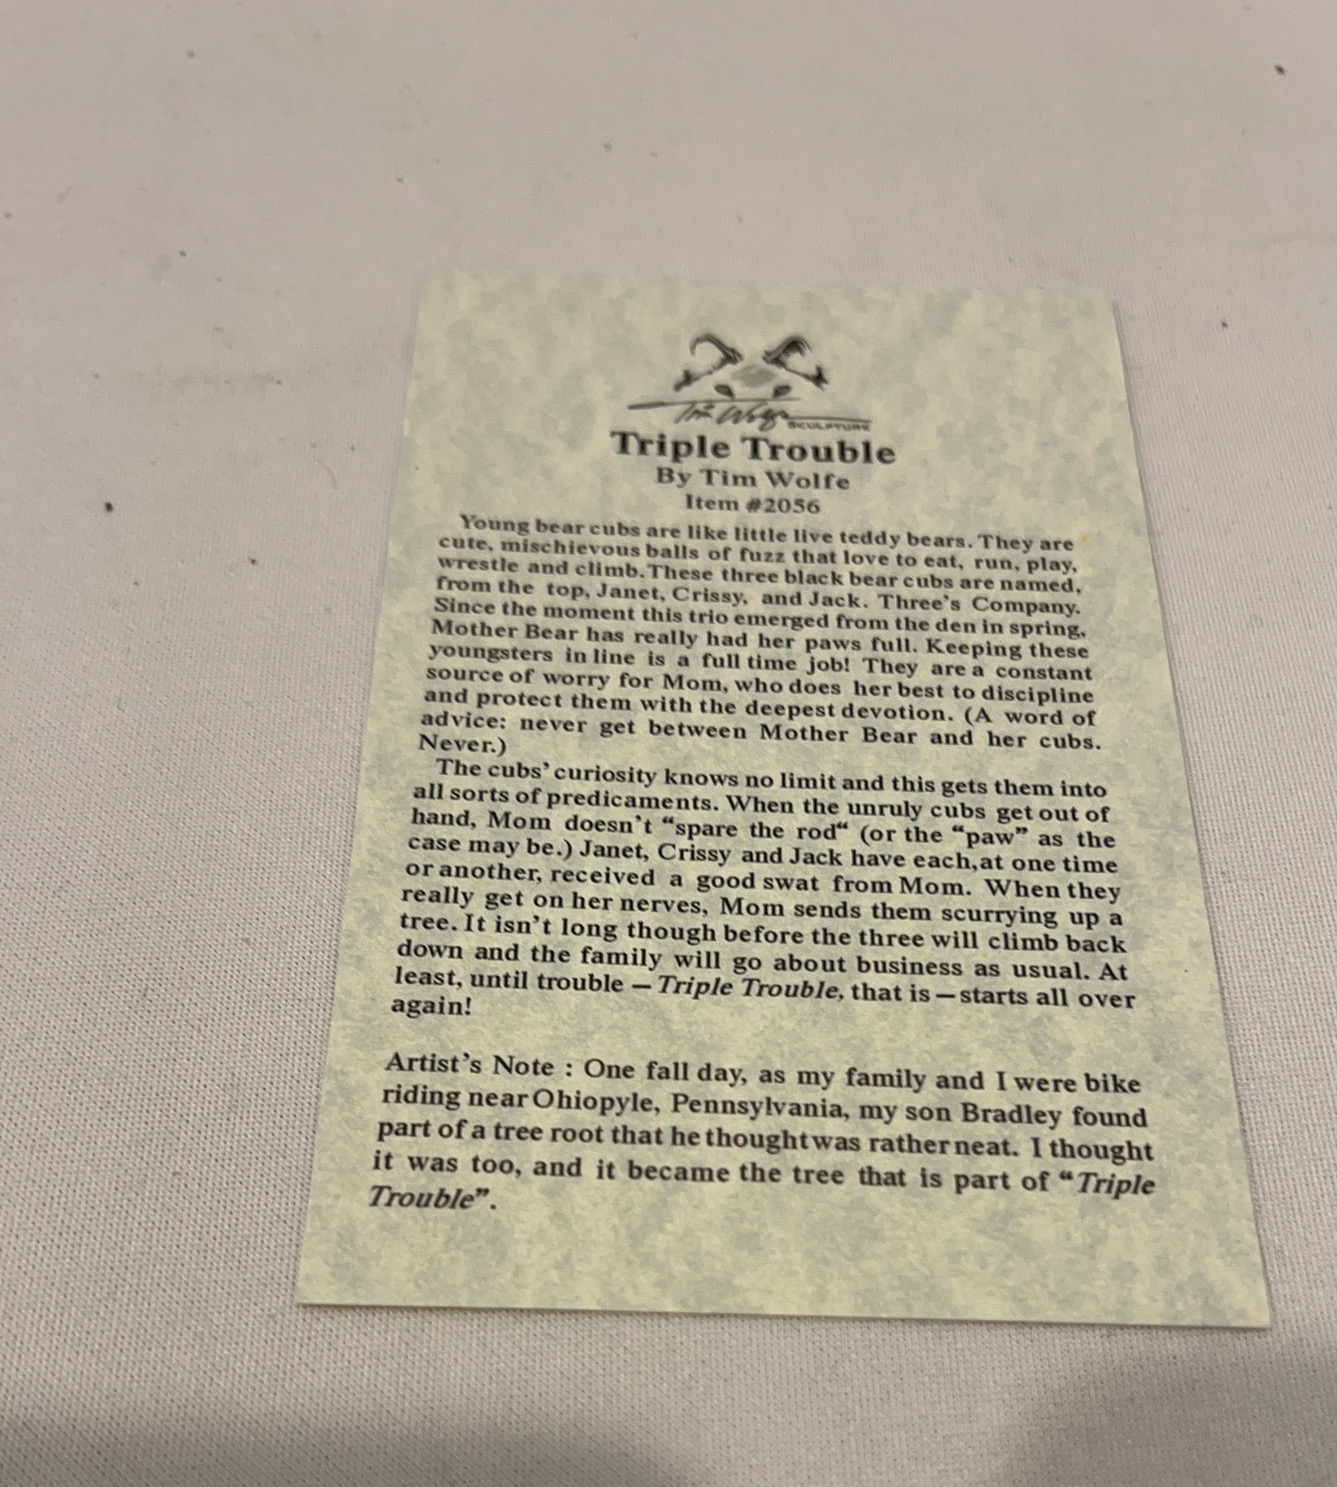 Tim Wolfe SCULPTURE
Triple Trouble
By Tim Wolfe
Item #2056
Young bear cubs are like little live teddy bears. They are
cute, mischievous balls of fuzz that love to eat, run, play,
wrestle and climb. These three black bear cubs are named,
from the top, Janet, Crissy, and Jack. Three's Company.
Since the moment this trio emerged from the den in spring,
Mother Bear has really had her paws full. Keeping these
youngsters in line is a full time job! They are a constant
source of worry for Mom, who does her best to discipline
and protect them with the deepest devotion. (A word of
advice: never get between Mother Bear and her cubs.
Never.)
The cubs' curiosity knows no limit and this gets them into
all sorts of predicaments. When the unruly cubs get out of
hand, Mom doesn't “spare the rod“ (or the “paw” as the
case may be.) Janet, Crissy and Jack have each, at one time
or another, received a good swat from Mom. When they
really get on her nerves, Mom sends them scurrying up a
tree. It isn't long though before the three will climb back
down and the family will go about business as usual. At
least, until trouble — Triple Trouble, that is — starts all over
again!
Artist's Note : One fall day, as my family and I were bike
riding near Ohiopyle, Pennsylvania, my son Bradley found
part of a tree root that he thought was rather neat. I thought
it was too, and it became the tree that is part of “Triple
Trouble”.